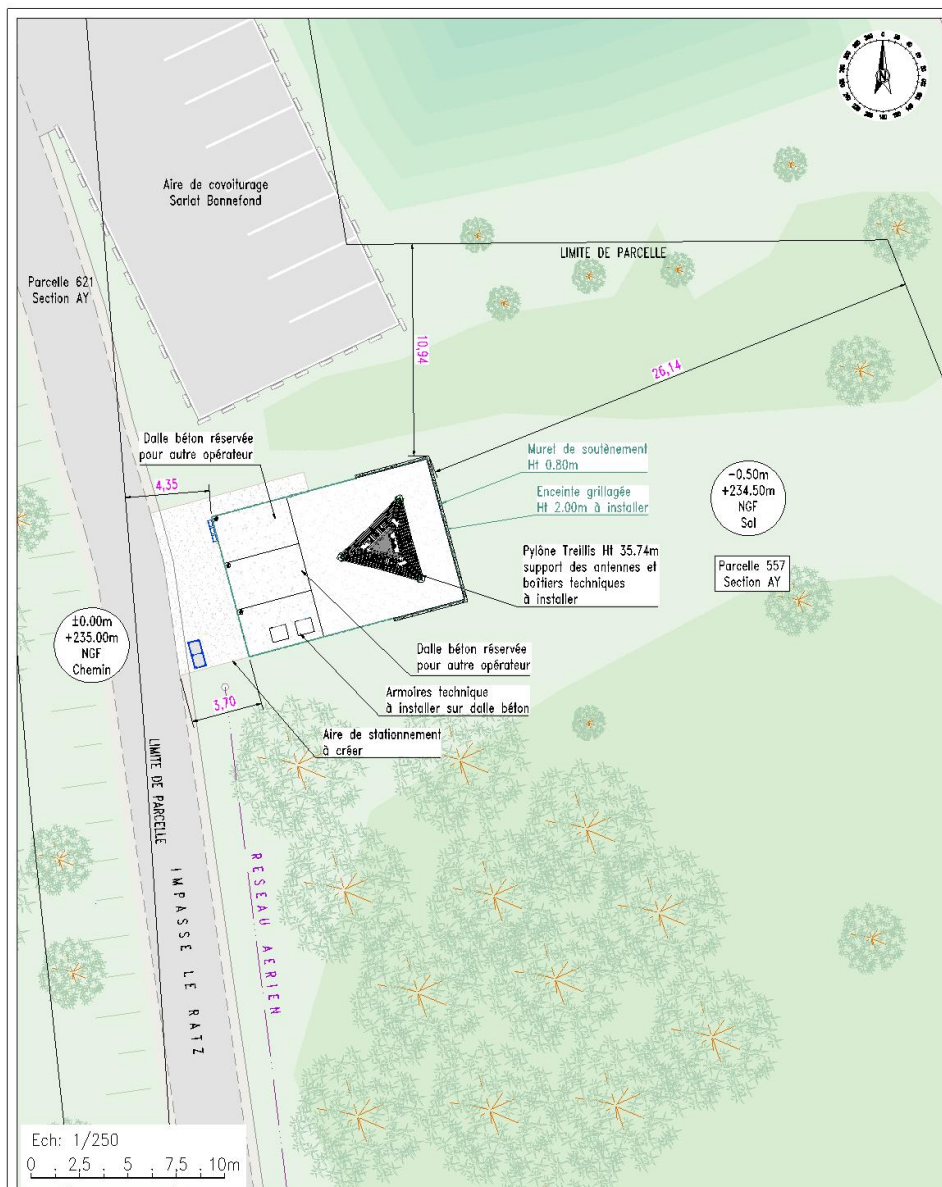 N
Aire de covoiturage
Sarlat Bonnefond
Parcelle 621
Section AY
LIMITE DE PARCELLE
10,94
26,14
Dalle béton réservée
pour autre opérateur
4,35
Muret de soutènement
Ht 0.80m
Enceinte grillagée
Ht 2.00m à installer
-0.50m
+234.50m
NGF
Sol
Pylône Treillis Ht 35.74m
support des antennes et
boîtiers techniques
à installer
Parcelle 557
Section AY
±0.00m
+235.00m
NGF
Chemin
Dalle béton réservée
pour autre opérateur
Armoires technique
à installer sur dalle béton
3,70
Aire de stationnement
à créer
LIMITE DE PARCELLE
IMPASSE LE RATZ
RESEAU AERIEN
Ech: 1/250
0 2,5 5 7,5 10m